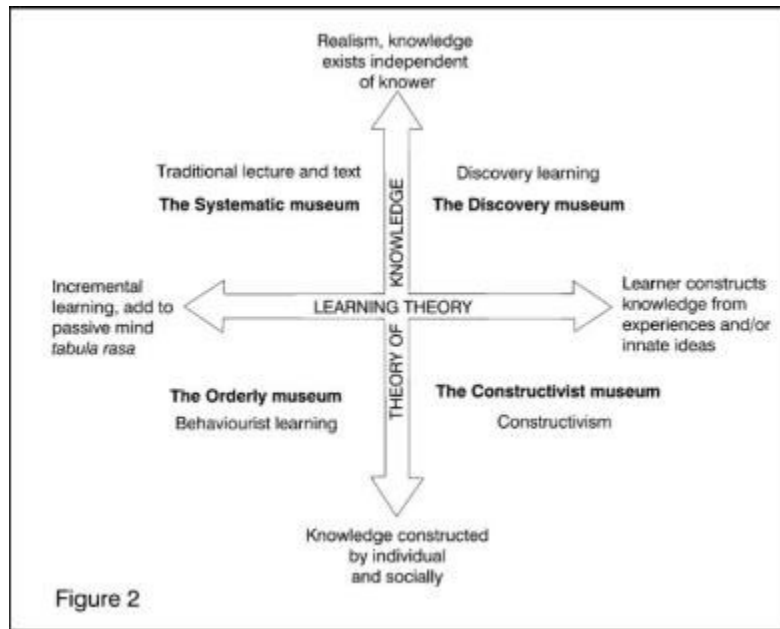 Realism, knowledge
exists independent
of knower
Traditional lecture and text
The Systematic museum
Discovery learning
The Discovery museum
THEORY OF KNOWLEDGE
Incremental
learning, add to
passive mind
tabula rasa
LEARNING THEORY
Learner constructs
knowledge from
experiences and/or
innate ideas
The Orderly museum
Behaviourist learning
The Constructivist museum
Constructivism
Knowledge constructed
by individual
and socially
Figure 2